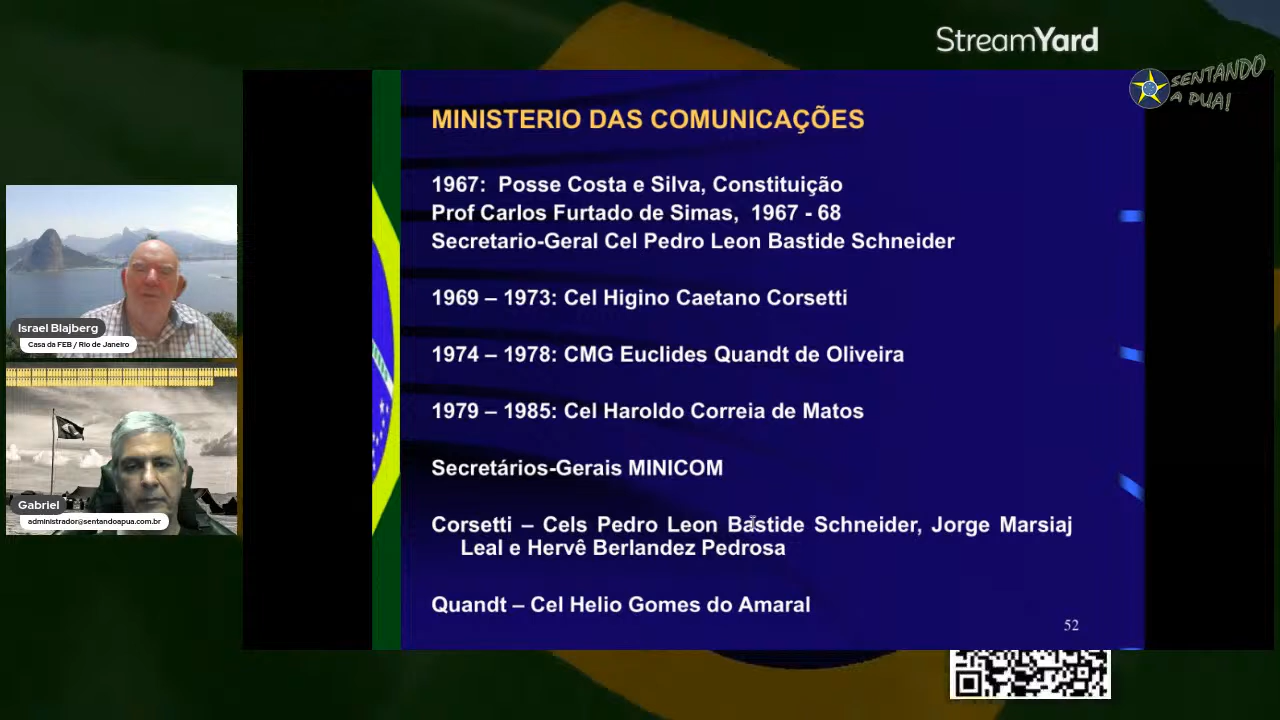 StreamYard
SENTANDO
A PUA!
MINISTERIO DAS COMUNICAÇÕES
1967:  Posse Costa e Silva, Constituição
Prof Carlos Furtado de Simas,  1967 - 68
Secretario-Geral Cel Pedro Leon Bastide Schneider
1969 – 1973: Cel Higino Caetano Corsetti
1974 – 1978: CMG Euclides Quandt de Oliveira
1979 – 1985: Cel Haroldo Correia de Matos
Secretários-Gerais MINICOM
Corsetti – Cels Pedro Leon Bastide Schneider, Jorge Marsiaj
Leal e Hervê Berlandez Pedrosa
Quandt – Cel Helio Gomes do Amaral
52
Israel Blajberg
Casa da FEB / Rio de Janeiro
Gabriel
administrador@sentandoapua.com.br